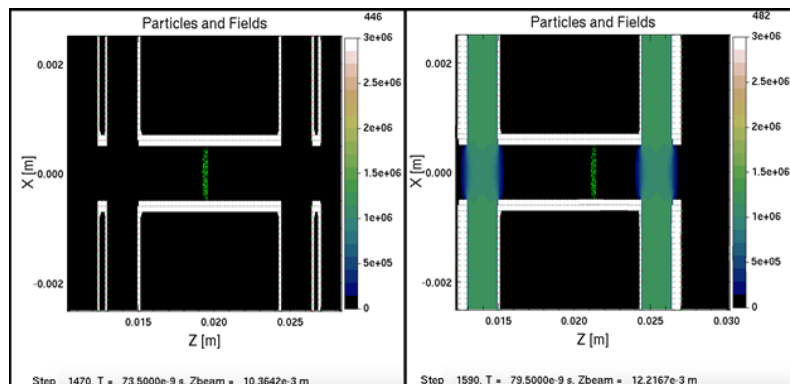 446
Particles and Fields
3e+06
2.5e+06
2e+06
1.5e+06
1e+06
5e+05
0
0.002
0.000
-0.002
X [m]
0.015
0.020
0.025
Z [m]
Step 1470, T = 73.5000e-9 s, Zbeam = 10.3642e-3 m
482
Particles and Fields
3e+06
2.5e+06
2e+06
1.5e+06
1e+06
5e+05
0
0.002
0.000
-0.002
X [m]
0.015
0.020
0.025
0.030
Z [m]
Step 1590, T = 79.5000e-9 s, Zbeam = 12.2167e-3 m